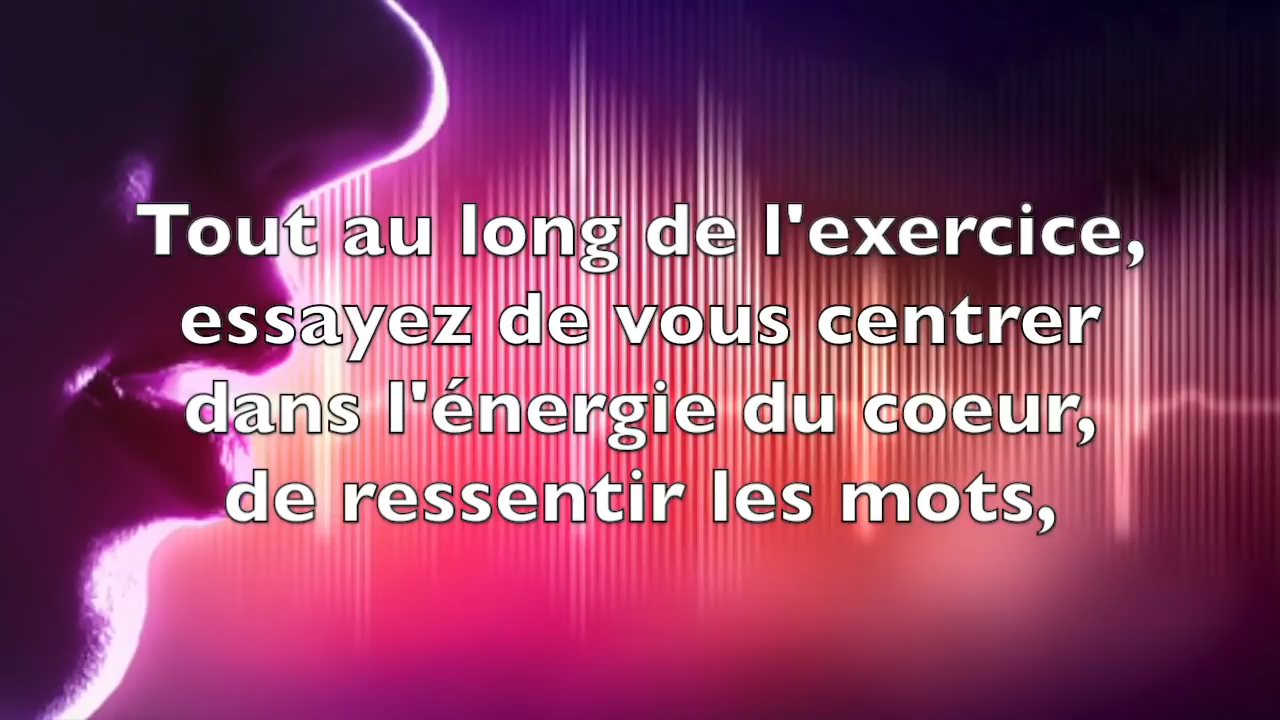 Tout au long de l'exercice,
essayez de vous centrer
dans l'énergie du coeur,
de ressentir les mots,